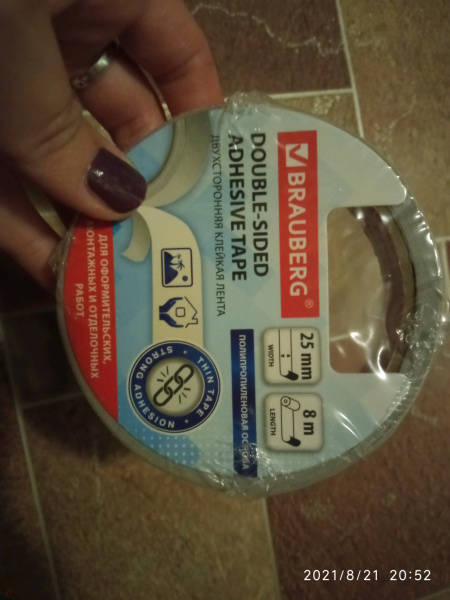 BRAUBERG®
DOUBLE-SIDED
ADHESIVE TAPE
ДВУХСТОРОННЯЯ КЛЕЙКАЯ ЛЕНТА
25 mm
WIDTH
8 m
LENGTH
ПОЛИПРОПИЛЕНОВАЯ ОСНОВА
THIN TAPE •
STRONG ADHESION •
ДЛЯ ОФОРМИТЕЛЬСКИХ,
МОНТАЖНЫХ И ОТДЕЛОЧНЫХ
РАБОТ.
2021/8/21 20:52